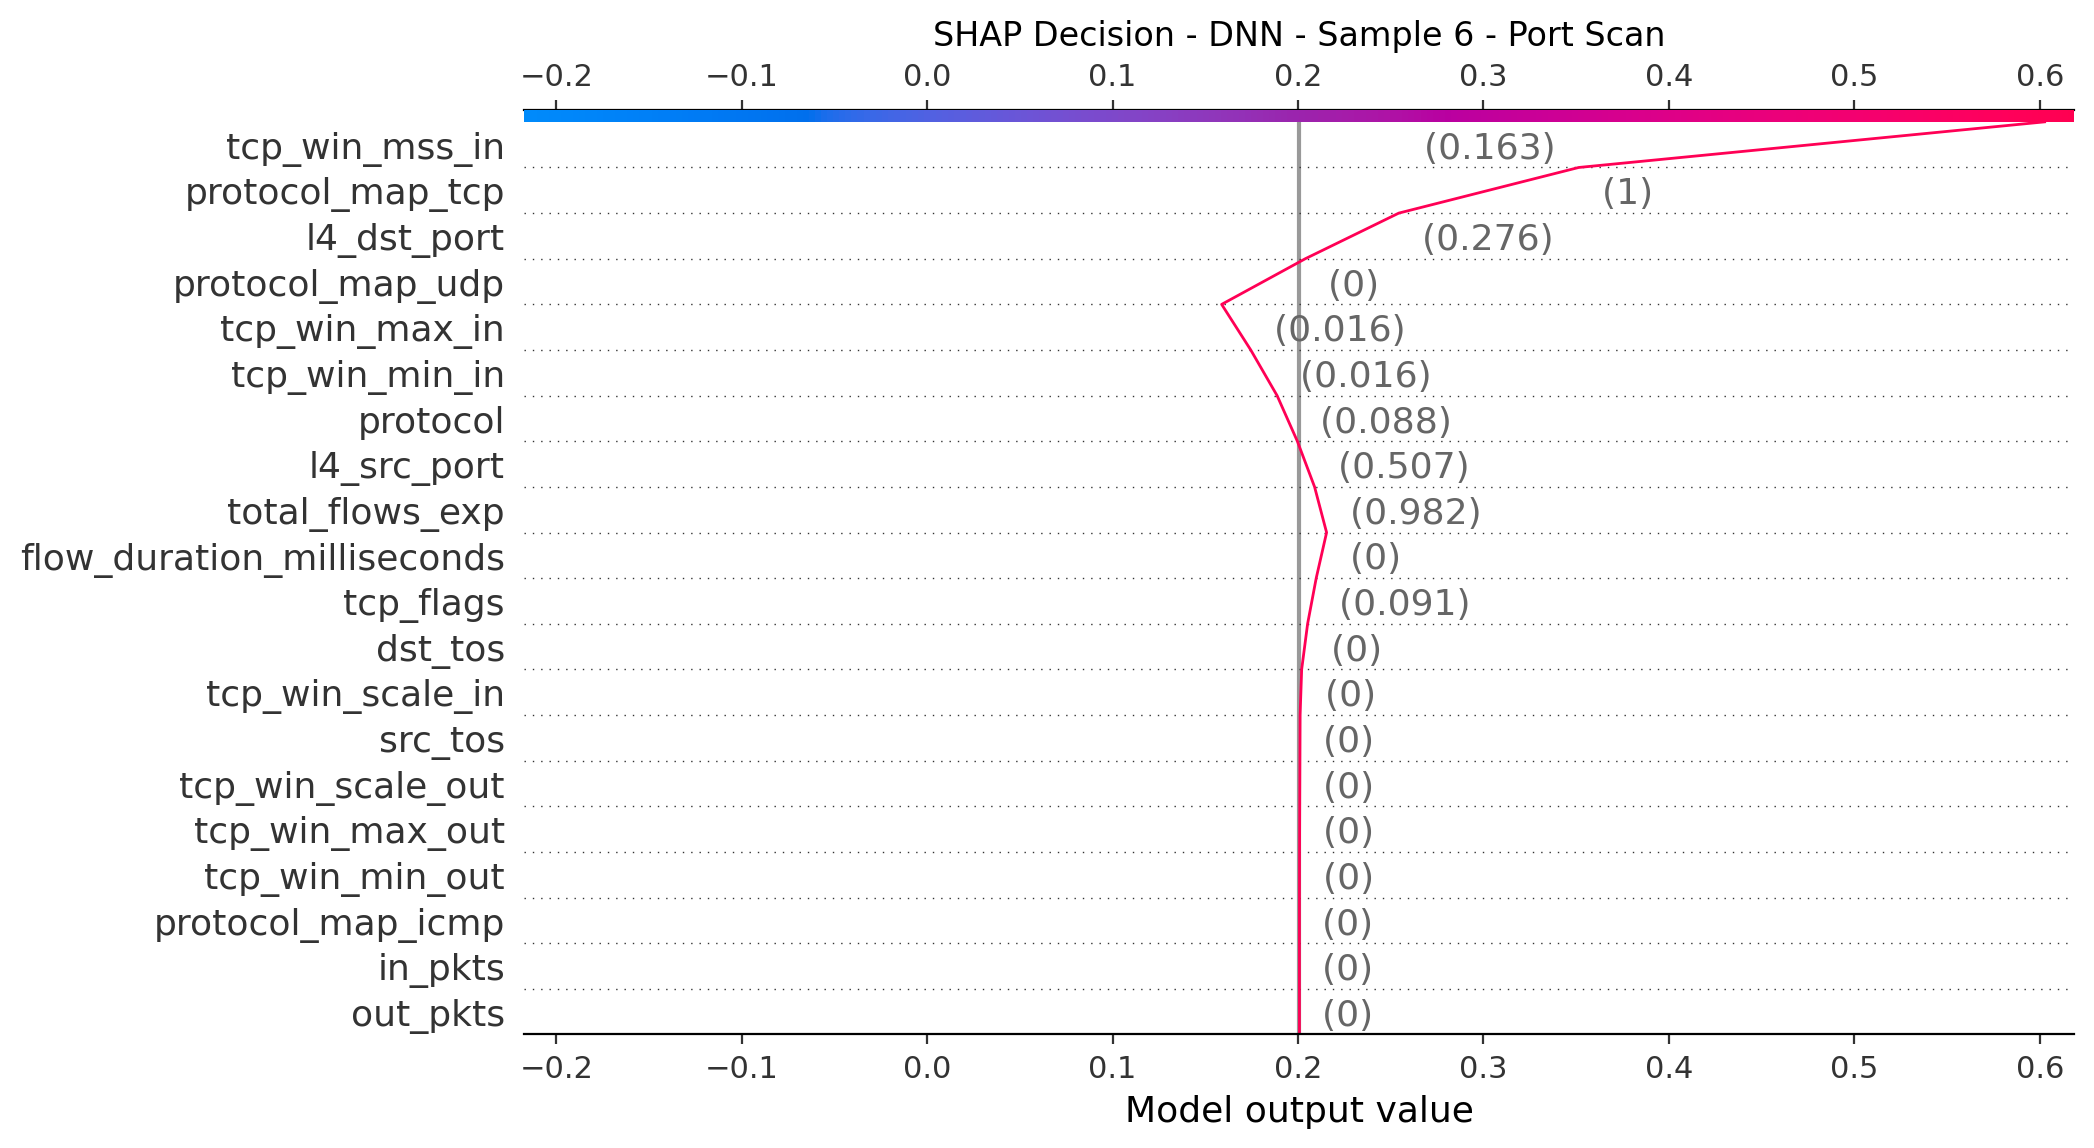 SHAP Decision - DNN - Sample 6 - Port Scan
−0.2 −0.1 0.0 0.1 0.2 0.3 0.4 0.5 0.6
tcp_win_mss_in (0.163)
protocol_map_tcp (1)
l4_dst_port (0.276)
protocol_map_udp (0)
tcp_win_max_in (0.016)
tcp_win_min_in (0.016)
protocol (0.088)
l4_src_port (0.507)
total_flows_exp (0.982)
flow_duration_milliseconds (0)
tcp_flags (0.091)
dst_tos (0)
tcp_win_scale_in (0)
src_tos (0)
tcp_win_scale_out (0)
tcp_win_max_out (0)
tcp_win_min_out (0)
protocol_map_icmp (0)
in_pkts (0)
out_pkts (0)
−0.2 −0.1 0.0 0.1 0.2 0.3 0.4 0.5 0.6
Model output value